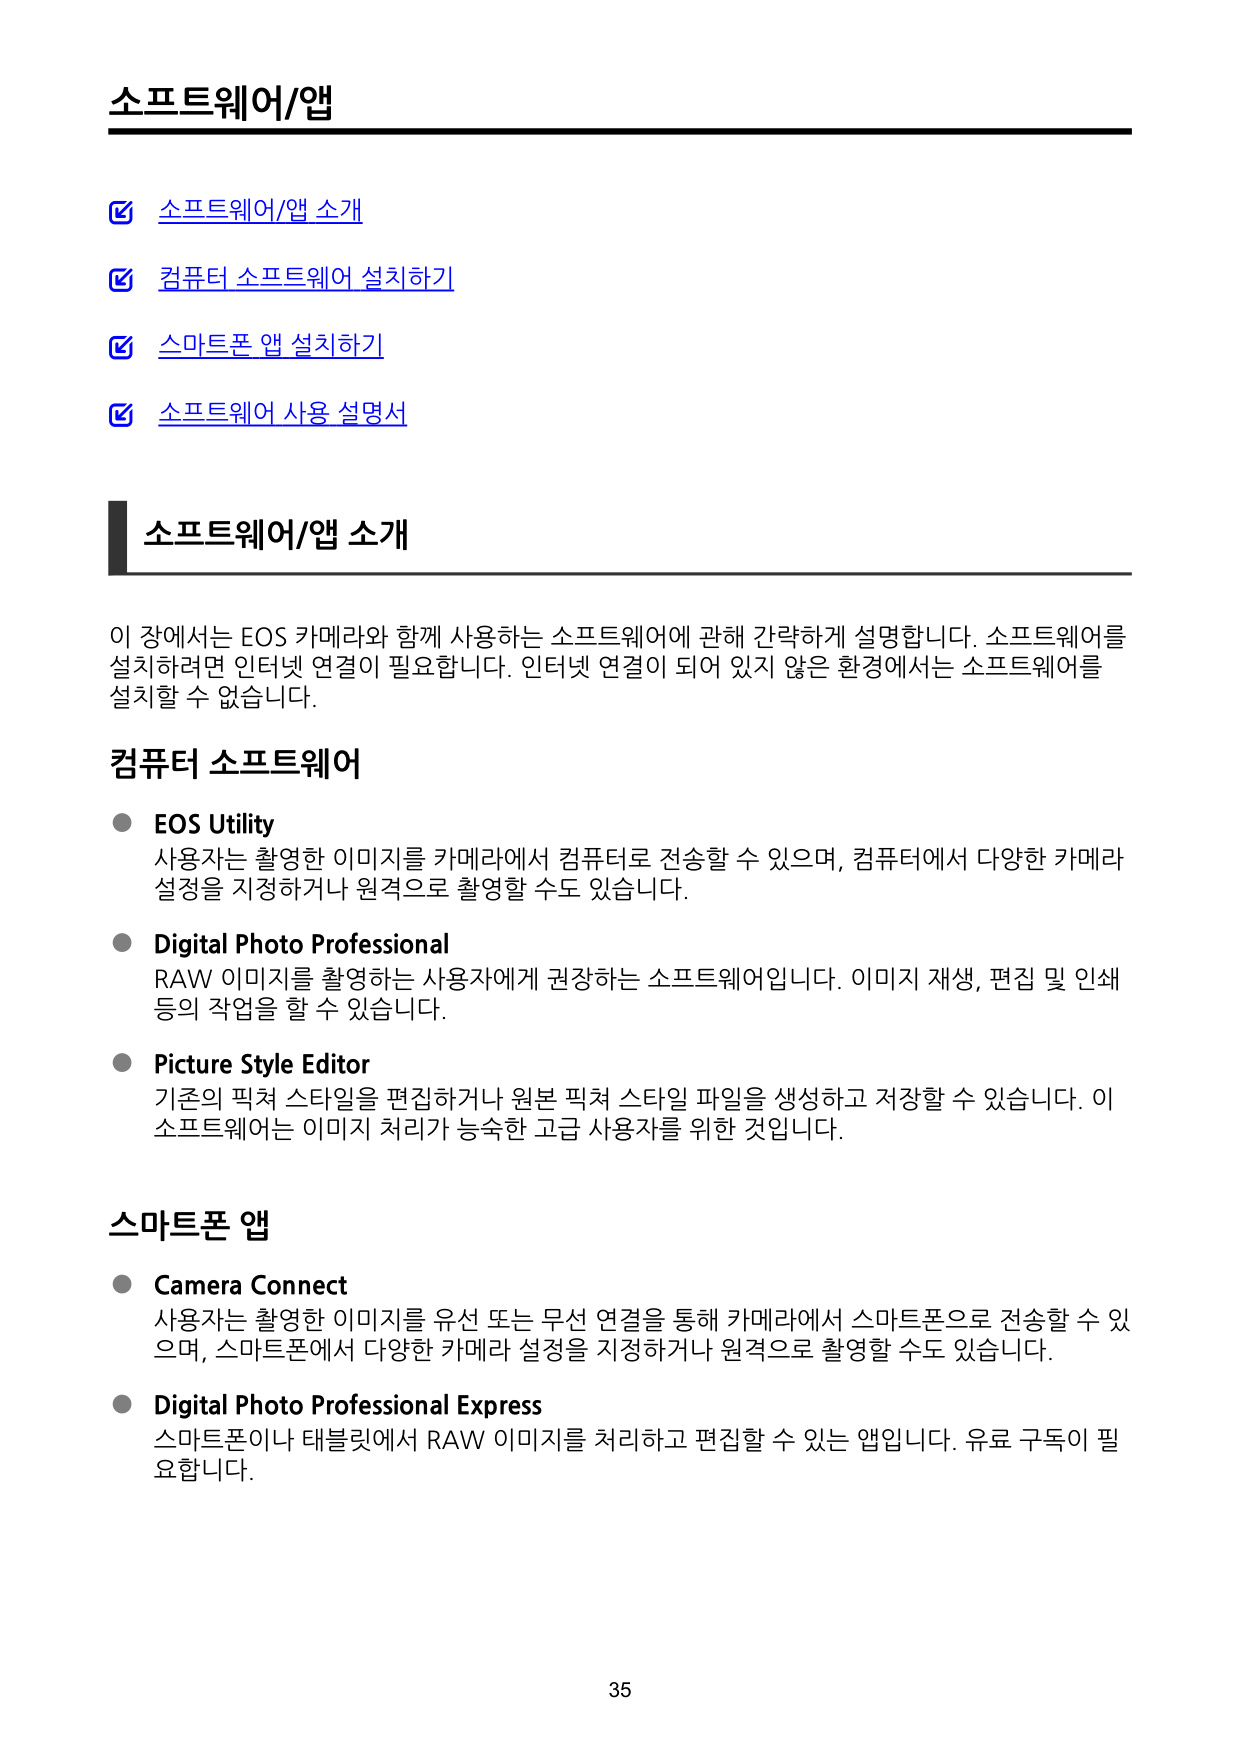 소프트웨어/앱
소프트웨어/앱 소개
컴퓨터 소프트웨어 설치하기
스마트폰 앱 설치하기
소프트웨어 사용 설명서
소프트웨어/앱 소개
이 장에서는 EOS 카메라와 함께 사용하는 소프트웨어에 관해 간략하게 설명합니다. 소프트웨어를
설치하려면 인터넷 연결이 필요합니다. 인터넷 연결이 되어 있지 않은 환경에서는 소프트웨어를
설치할 수 없습니다.
컴퓨터 소프트웨어
● EOS Utility
사용자는 촬영한 이미지를 카메라에서 컴퓨터로 전송할 수 있으며, 컴퓨터에서 다양한 카메라
설정을 지정하거나 원격으로 촬영할 수도 있습니다.
● Digital Photo Professional
RAW 이미지를 촬영하는 사용자에게 권장하는 소프트웨어입니다. 이미지 재생, 편집 및 인쇄
등의 작업을 할 수 있습니다.
● Picture Style Editor
기존의 픽쳐 스타일을 편집하거나 원본 픽쳐 스타일 파일을 생성하고 저장할 수 있습니다. 이
소프트웨어는 이미지 처리가 능숙한 고급 사용자를 위한 것입니다.
스마트폰 앱
● Camera Connect
사용자는 촬영한 이미지를 유선 또는 무선 연결을 통해 카메라에서 스마트폰으로 전송할 수 있
으며, 스마트폰에서 다양한 카메라 설정을 지정하거나 원격으로 촬영할 수도 있습니다.
● Digital Photo Professional Express
스마트폰이나 태블릿에서 RAW 이미지를 처리하고 편집할 수 있는 앱입니다. 유료 구독이 필
요합니다.
35